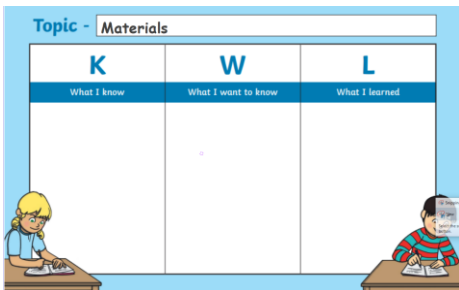 Topic - Materials
K W L
What I know What I want to know What I learned